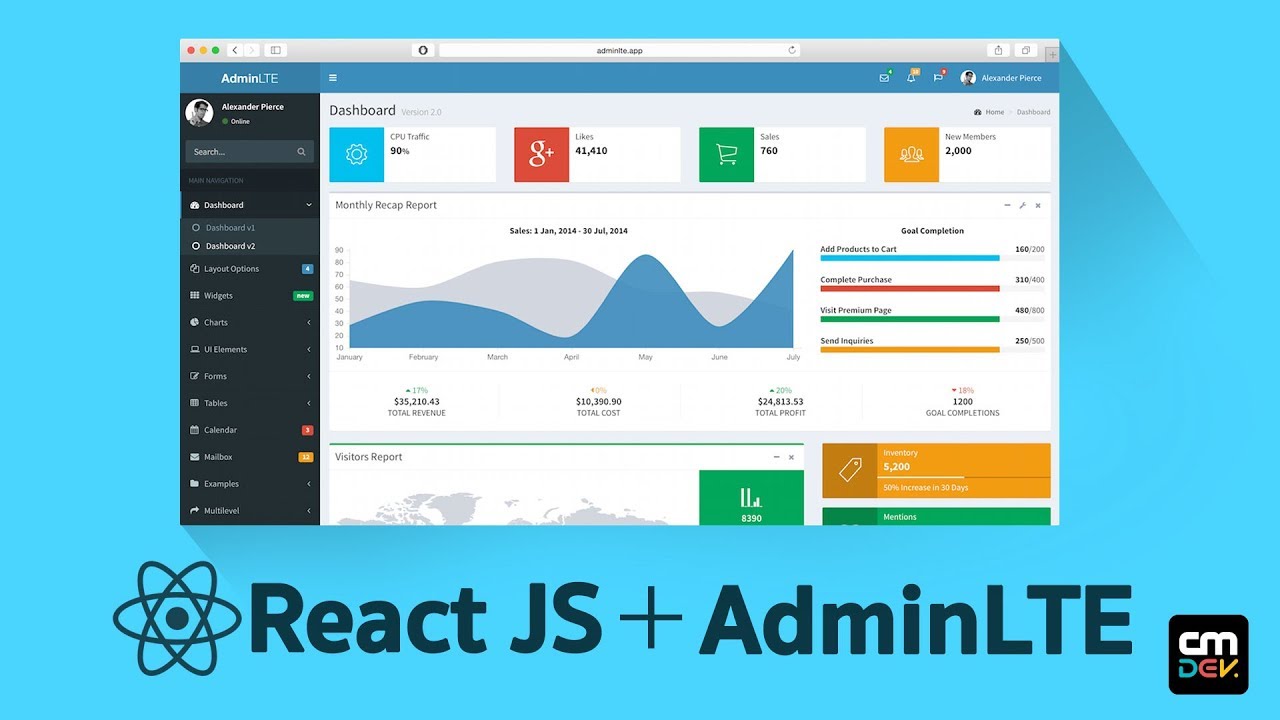 adminlte.app
AdminLTE
4
10
9
Alexander Pierce
Alexander Pierce
Online
Search...
MAIN NAVIGATION
Dashboard
Dashboard v1
Dashboard v2
Layout Options 4
Widgets new
Charts
UI Elements
Forms
Tables
Calendar 3
Mailbox 13
Examples
Multilevel
Dashboard Version 2.0
Home > Dashboard
CPU Traffic
90%
g+
Likes
41,410
Sales
760
New Members
2,000
Monthly Recap Report
Sales: 1 Jan, 2014 - 30 Jul, 2014
90
80
70
60
50
40
30
20
10
January February March April May June July
Goal Completion
Add Products to Cart 160/200
Complete Purchase 310/400
Visit Premium Page 480/800
Send Inquiries 250/500
17%
$35,210.43
TOTAL REVENUE
0%
$10,390.90
TOTAL COST
20%
$24,813.53
TOTAL PROFIT
18%
1200
GOAL COMPLETIONS
Visitors Report
8390
Inventory
5,200
50% Increase in 30 Days
Mentions
React JS + AdminLTE
cm
DEV.